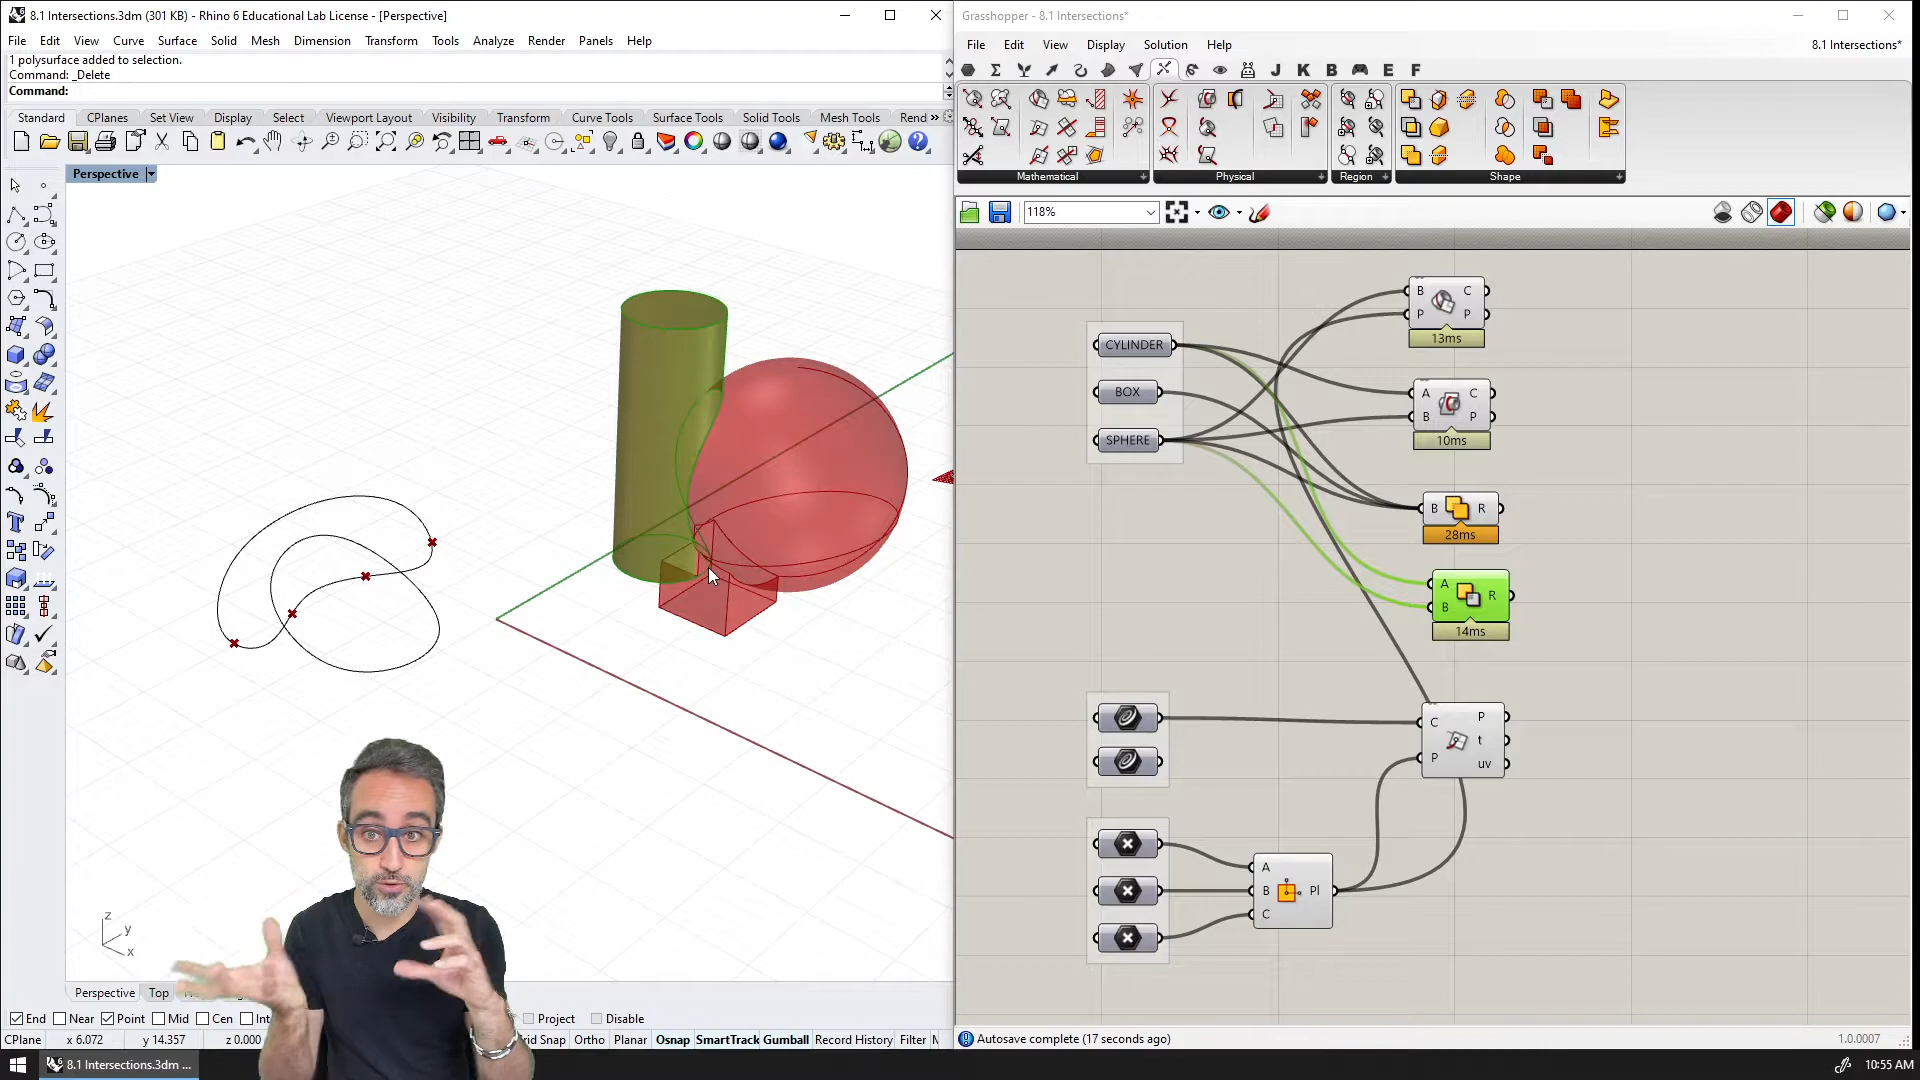 8.1 Intersections.3dm (301 KB) - Rhino 6 Educational Lab License - [Perspective]
File Edit View Curve Surface Solid Mesh Dimension Transform Tools Analyze Render Panels Help
1 polysurface added to selection.
Command: _Delete
Command:
Standard CPlanes Set View Display Select Viewport Layout Visibility Transform Curve Tools Surface Tools Solid Tools Mesh Tools Rend »
Perspective
z
y
x
Perspective Top
End Near Point Mid Cen Project Disable
CPlane x 6.072 y 14.357 z 0.000 Snap Ortho Planar Osnap SmartTrack Gumball Record History Filter
8.1 Intersections.3dm ...
Grasshopper - 8.1 Intersections*
File Edit View Display Solution Help 8.1 Intersections*
J K B E F
Mathematical Physical Region Shape
118%
B C
P P
13ms
CYLINDER
BOX
SPHERE
A C
B P
10ms
B R
28ms
A R
B
14ms
C P
t
P uv
A
B Pl
C
Autosave complete (17 seconds ago) 1.0.0007
10:55 AM